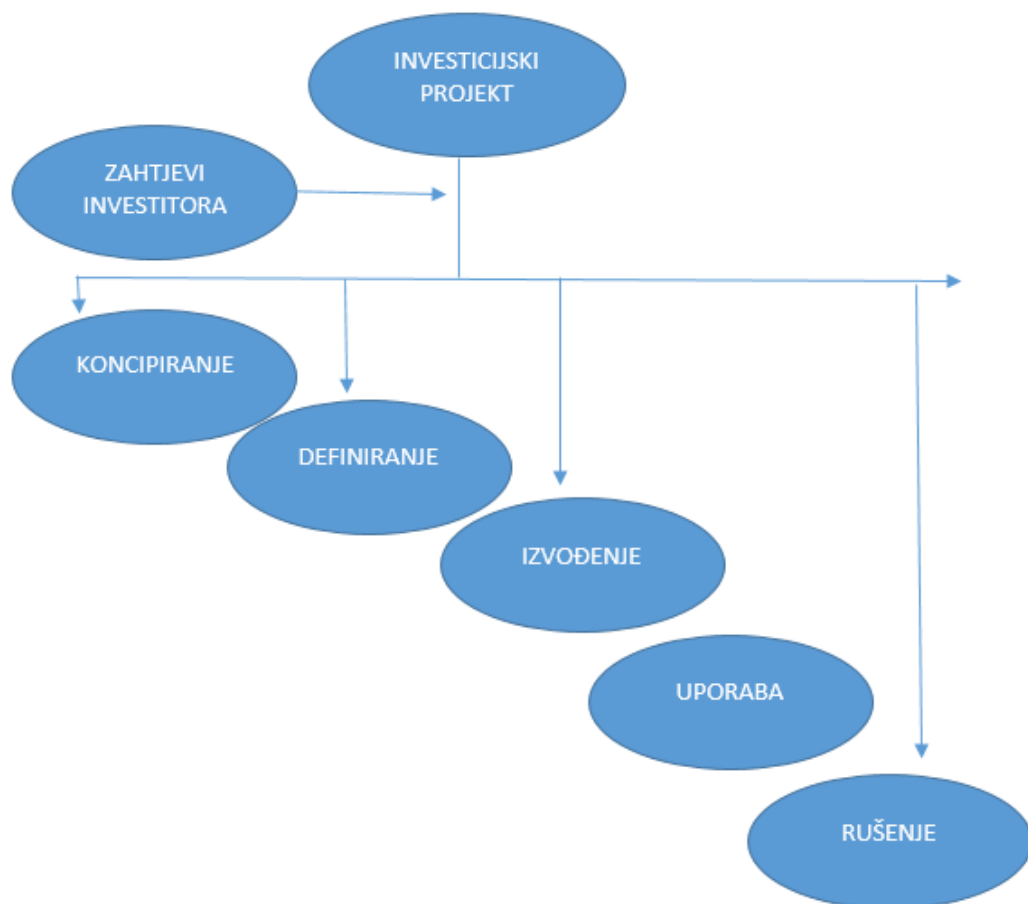 INVESTICIJSKI
PROJEKT
ZAHTJEVI
INVESTITORA
KONCIPIRANJE
DEFINIRANJE
IZVOĐENJE
UPORABA
RUŠENJE